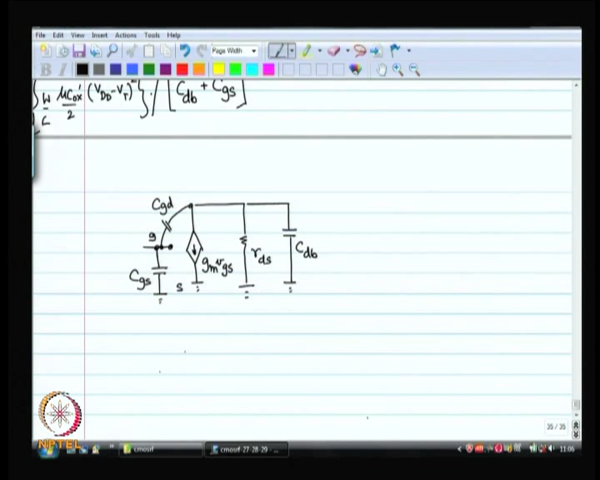 File Edit View Insert Actions Tools Help
Page Width
W/L μCox'/2 (VDD-VT)² } / [Cdb + Cgs]
Cgd
g
Cgs
s
gmvgs
rds
Cdb
35 / 35
NPTEL
cmosrf
cmosrf-27-28-29 - ...
11:06